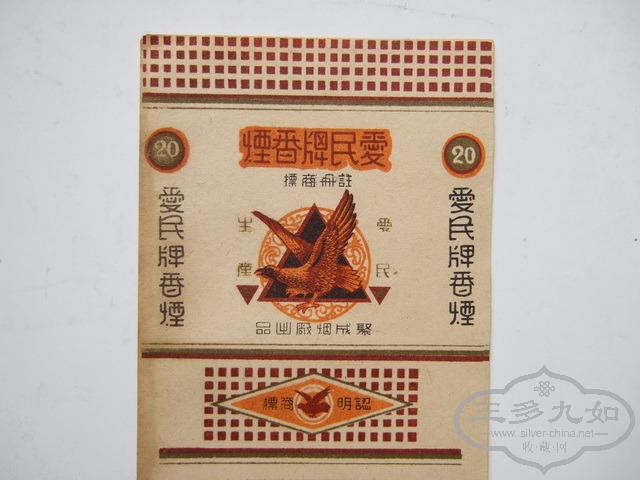 20
愛民牌香煙
愛民牌香煙
註冊商標
愛民
生產
聚成烟厰出品
20
愛民牌香煙
認明商標
三多九如
www.silver-china.net
收藏网